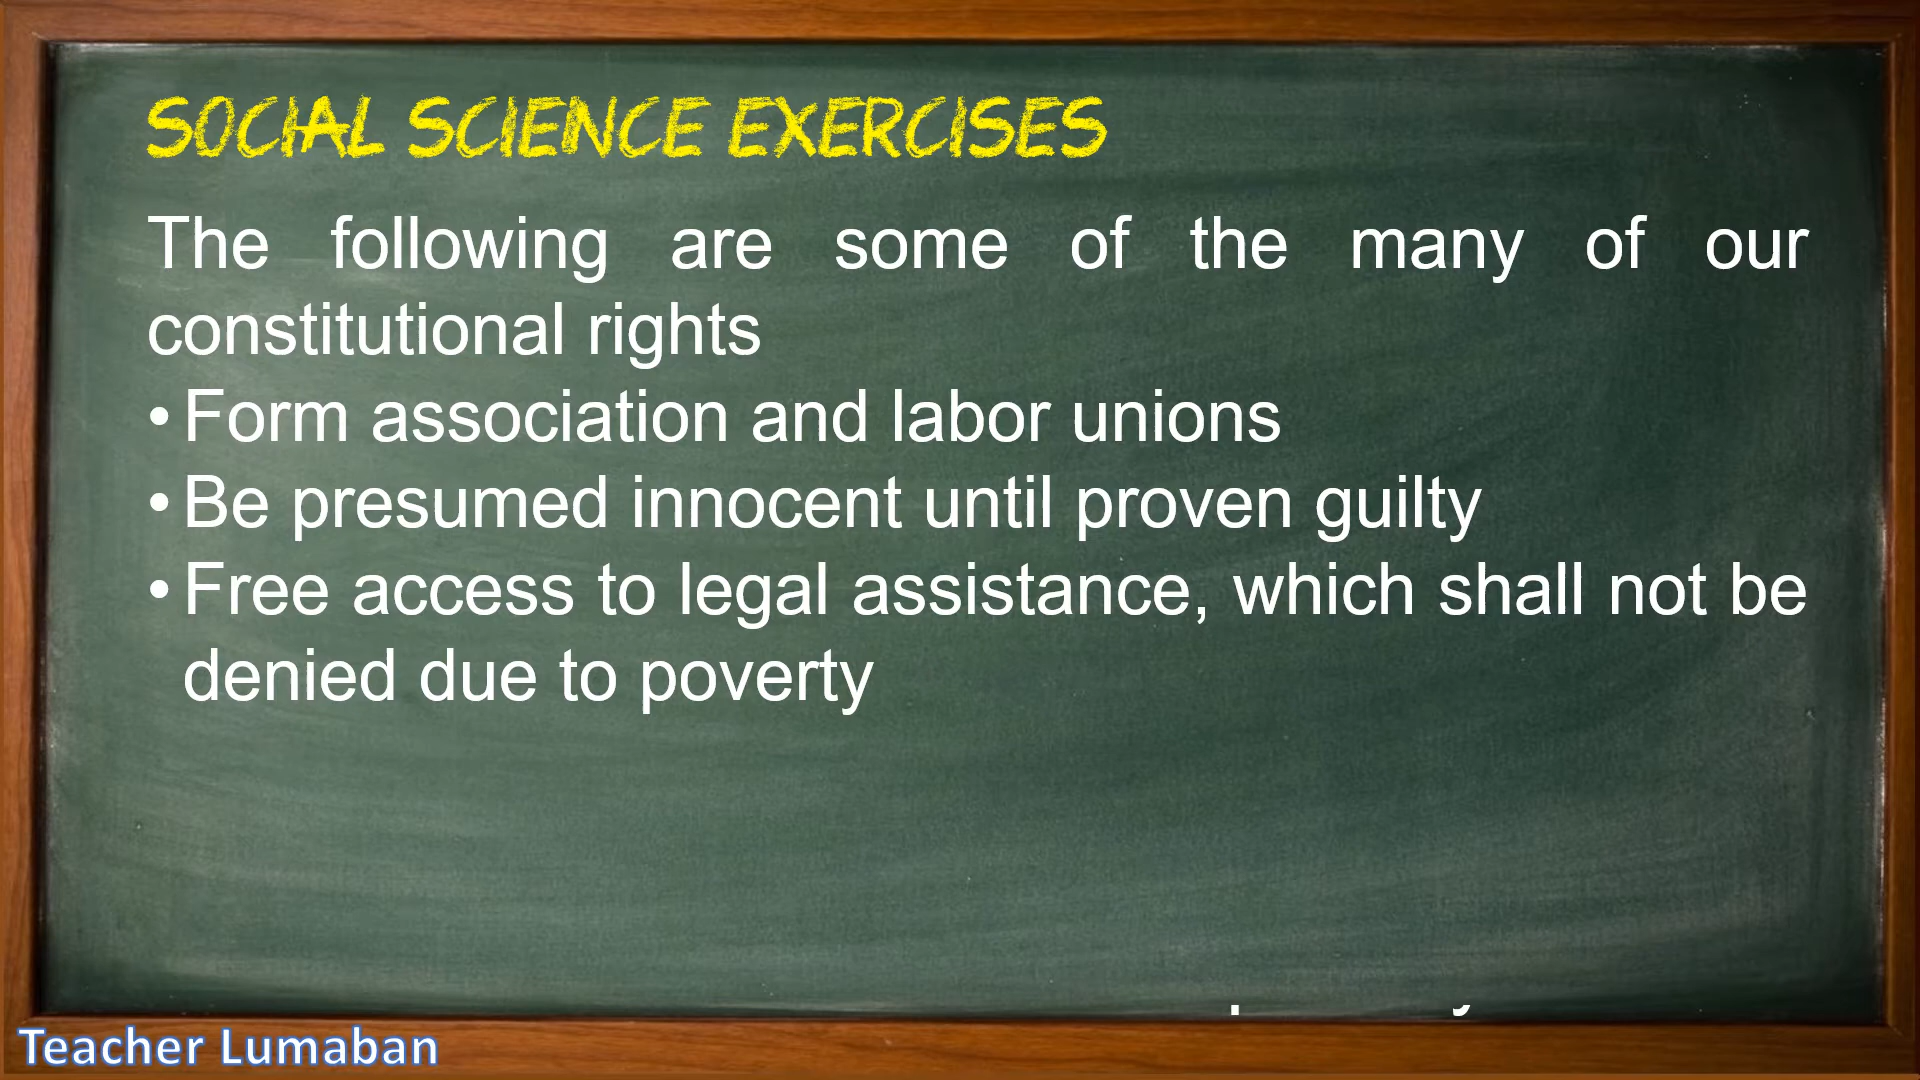 SOCIAL SCIENCE EXERCISES
The following are some of the many of our
constitutional rights
•Form association and labor unions
•Be presumed innocent until proven guilty
•Free access to legal assistance, which shall not be
denied due to poverty
Teacher Lumaban